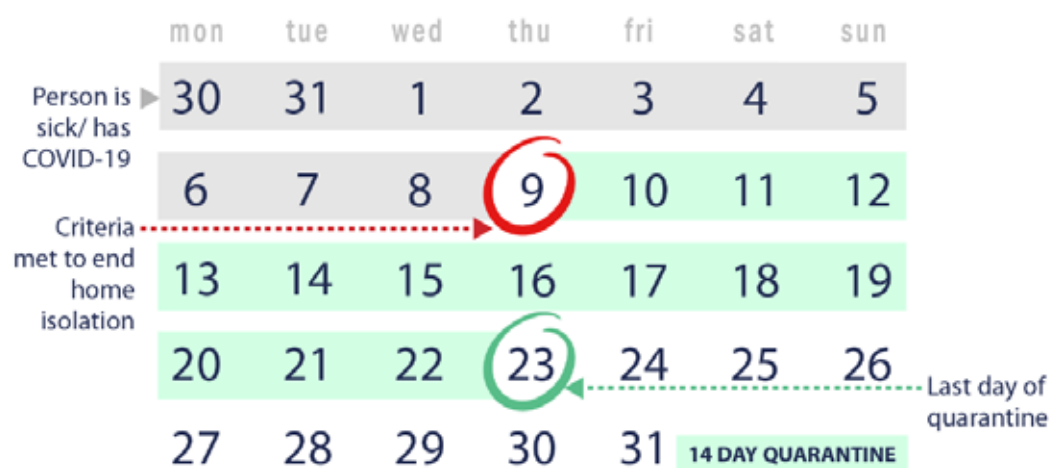 mon tue wed thu fri sat sun
Person is
sick/ has
COVID-19
30 31 1 2 3 4 5
6 7 8 9 10 11 12
Criteria
met to end
home
isolation
13 14 15 16 17 18 19
20 21 22 23 24 25 26
Last day of
quarantine
27 28 29 30 31 14 DAY QUARANTINE